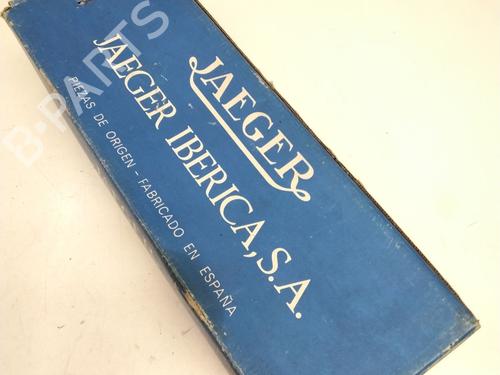 JAEGER
JAEGER IBERICA, S.A.
PIEZAS DE ORIGEN - FABRICADO EN ESPAÑA
B-PARTS